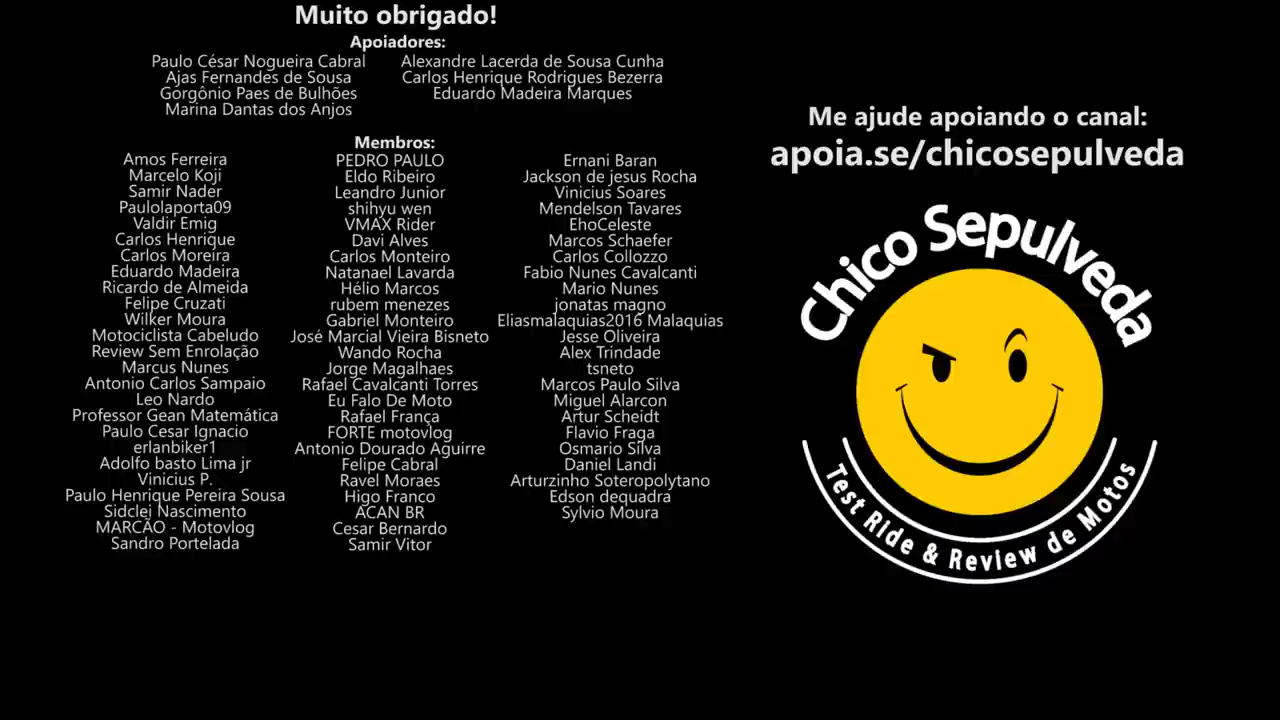 Muito obrigado!
Apoiadores:
Paulo César Nogueira Cabral
Ajas Fernandes de Sousa
Gorgônio Paes de Bulhões
Marina Dantas dos Anjos
Alexandre Lacerda de Sousa Cunha
Carlos Henrique Rodrigues Bezerra
Eduardo Madeira Marques
Membros:
Amos Ferreira
Marcelo Koji
Samir Nader
Paulolaporta09
Valdir Emig
Carlos Henrique
Carlos Moreira
Eduardo Madeira
Ricardo de Almeida
Felipe Cruzati
Wilker Moura
Motociclista Cabeludo
Review Sem Enrolação
Marcus Nunes
Antonio Carlos Sampaio
Leo Nardo
Professor Gean Matemática
Paulo Cesar Ignacio
erlanbiker1
Adolfo basto Lima jr
Vinicius P.
Paulo Henrique Pereira Sousa
Sidclei Nascimento
MARCÃO - Motovlog
Sandro Portelada
PEDRO PAULO
Eldo Ribeiro
Leandro Junior
shihyu wen
VMAX Rider
Davi Alves
Carlos Monteiro
Natanael Lavarda
Hélio Marcos
rubem menezes
Gabriel Monteiro
José Marcial Vieira Bisneto
Wando Rocha
Jorge Magalhaes
Rafael Cavalcanti Torres
Eu Falo De Moto
Rafael França
FORTE motovlog
Antonio Dourado Aguirre
Felipe Cabral
Ravel Moraes
Higo Franco
ACAN BR
Cesar Bernardo
Samir Vitor
Ernani Baran
Jackson de jesus Rocha
Vinicius Soares
Mendelson Tavares
EhoCeleste
Marcos Schaefer
Carlos Collozzo
Fabio Nunes Cavalcanti
Mario Nunes
jonatas magno
Eliasmalaquias2016 Malaquias
Jesse Oliveira
Alex Trindade
tsneto
Marcos Paulo Silva
Miguel Alarcon
Artur Scheidt
Flavio Fraga
Osmario Silva
Daniel Landi
Arturzinho Soteropolytano
Edson dequadra
Sylvio Moura
Me ajude apoiando o canal:
apoia.se/chicosepulveda
Chico Sepulveda
Test Ride & Review de Motos